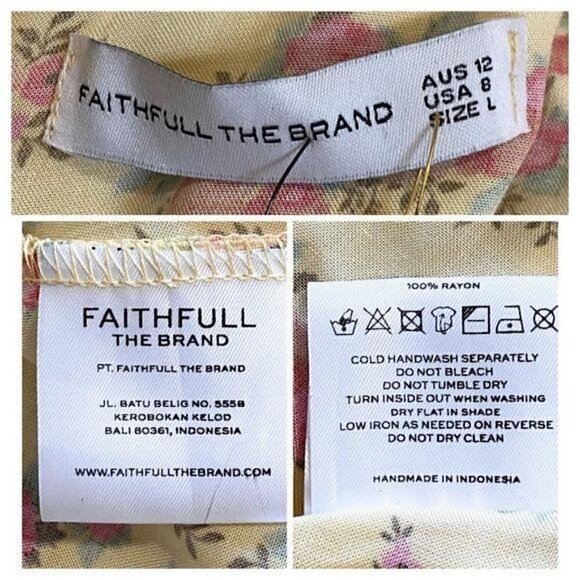 FAITHFULL THE BRAND
AUS 12
USA 8
SIZE L
FAITHFULL
THE BRAND
PT. FAITHFULL THE BRAND
JL. BATU BELIG NO. 555B
KEROBOKAN KELOD
BALI 80361, INDONESIA
WWW.FAITHFULLTHEBRAND.COM
100% RAYON
COLD HANDWASH SEPARATELY
DO NOT BLEACH
DO NOT TUMBLE DRY
TURN INSIDE OUT WHEN WASHING
DRY FLAT IN SHADE
LOW IRON AS NEEDED ON REVERSE
DO NOT DRY CLEAN
HANDMADE IN INDONESIA